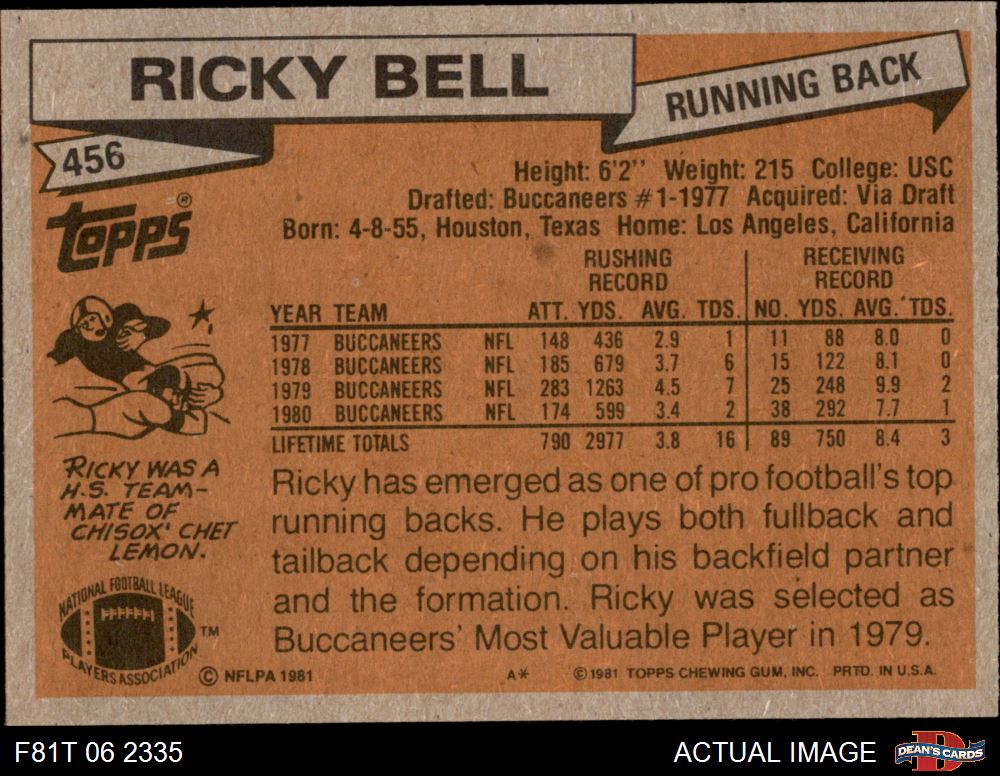 RICKY BELL
RUNNING BACK
456
TOPPS®
Height: 6'2'' Weight: 215 College: USC
Drafted: Buccaneers #1-1977 Acquired: Via Draft
Born: 4-8-55, Houston, Texas Home: Los Angeles, California
RUSHING RECORD RECEIVING RECORD
YEAR TEAM ATT. YDS. AVG. TDS. NO. YDS. AVG. TDS.
1977 BUCCANEERS NFL 148 436 2.9 1 11 88 8.0 0
1978 BUCCANEERS NFL 185 679 3.7 6 15 122 8.1 0
1979 BUCCANEERS NFL 283 1263 4.5 7 25 248 9.9 2
1980 BUCCANEERS NFL 174 599 3.4 2 38 292 7.7 1
LIFETIME TOTALS 790 2977 3.8 16 89 750 8.4 3
RICKY WAS A
H.S. TEAM-
MATE OF
CHISOX' CHET
LEMON.
Ricky has emerged as one of pro football's top
running backs. He plays both fullback and
tailback depending on his backfield partner
and the formation. Ricky was selected as
Buccaneers' Most Valuable Player in 1979.
NATIONAL FOOTBALL LEAGUE
PLAYERS ASSOCIATION
TM
© NFLPA 1981
A*
©1981 TOPPS CHEWING GUM, INC. PRTD. IN U.S.A.
F81T 06 2335
ACTUAL IMAGE
D
DEAN'S CARDS